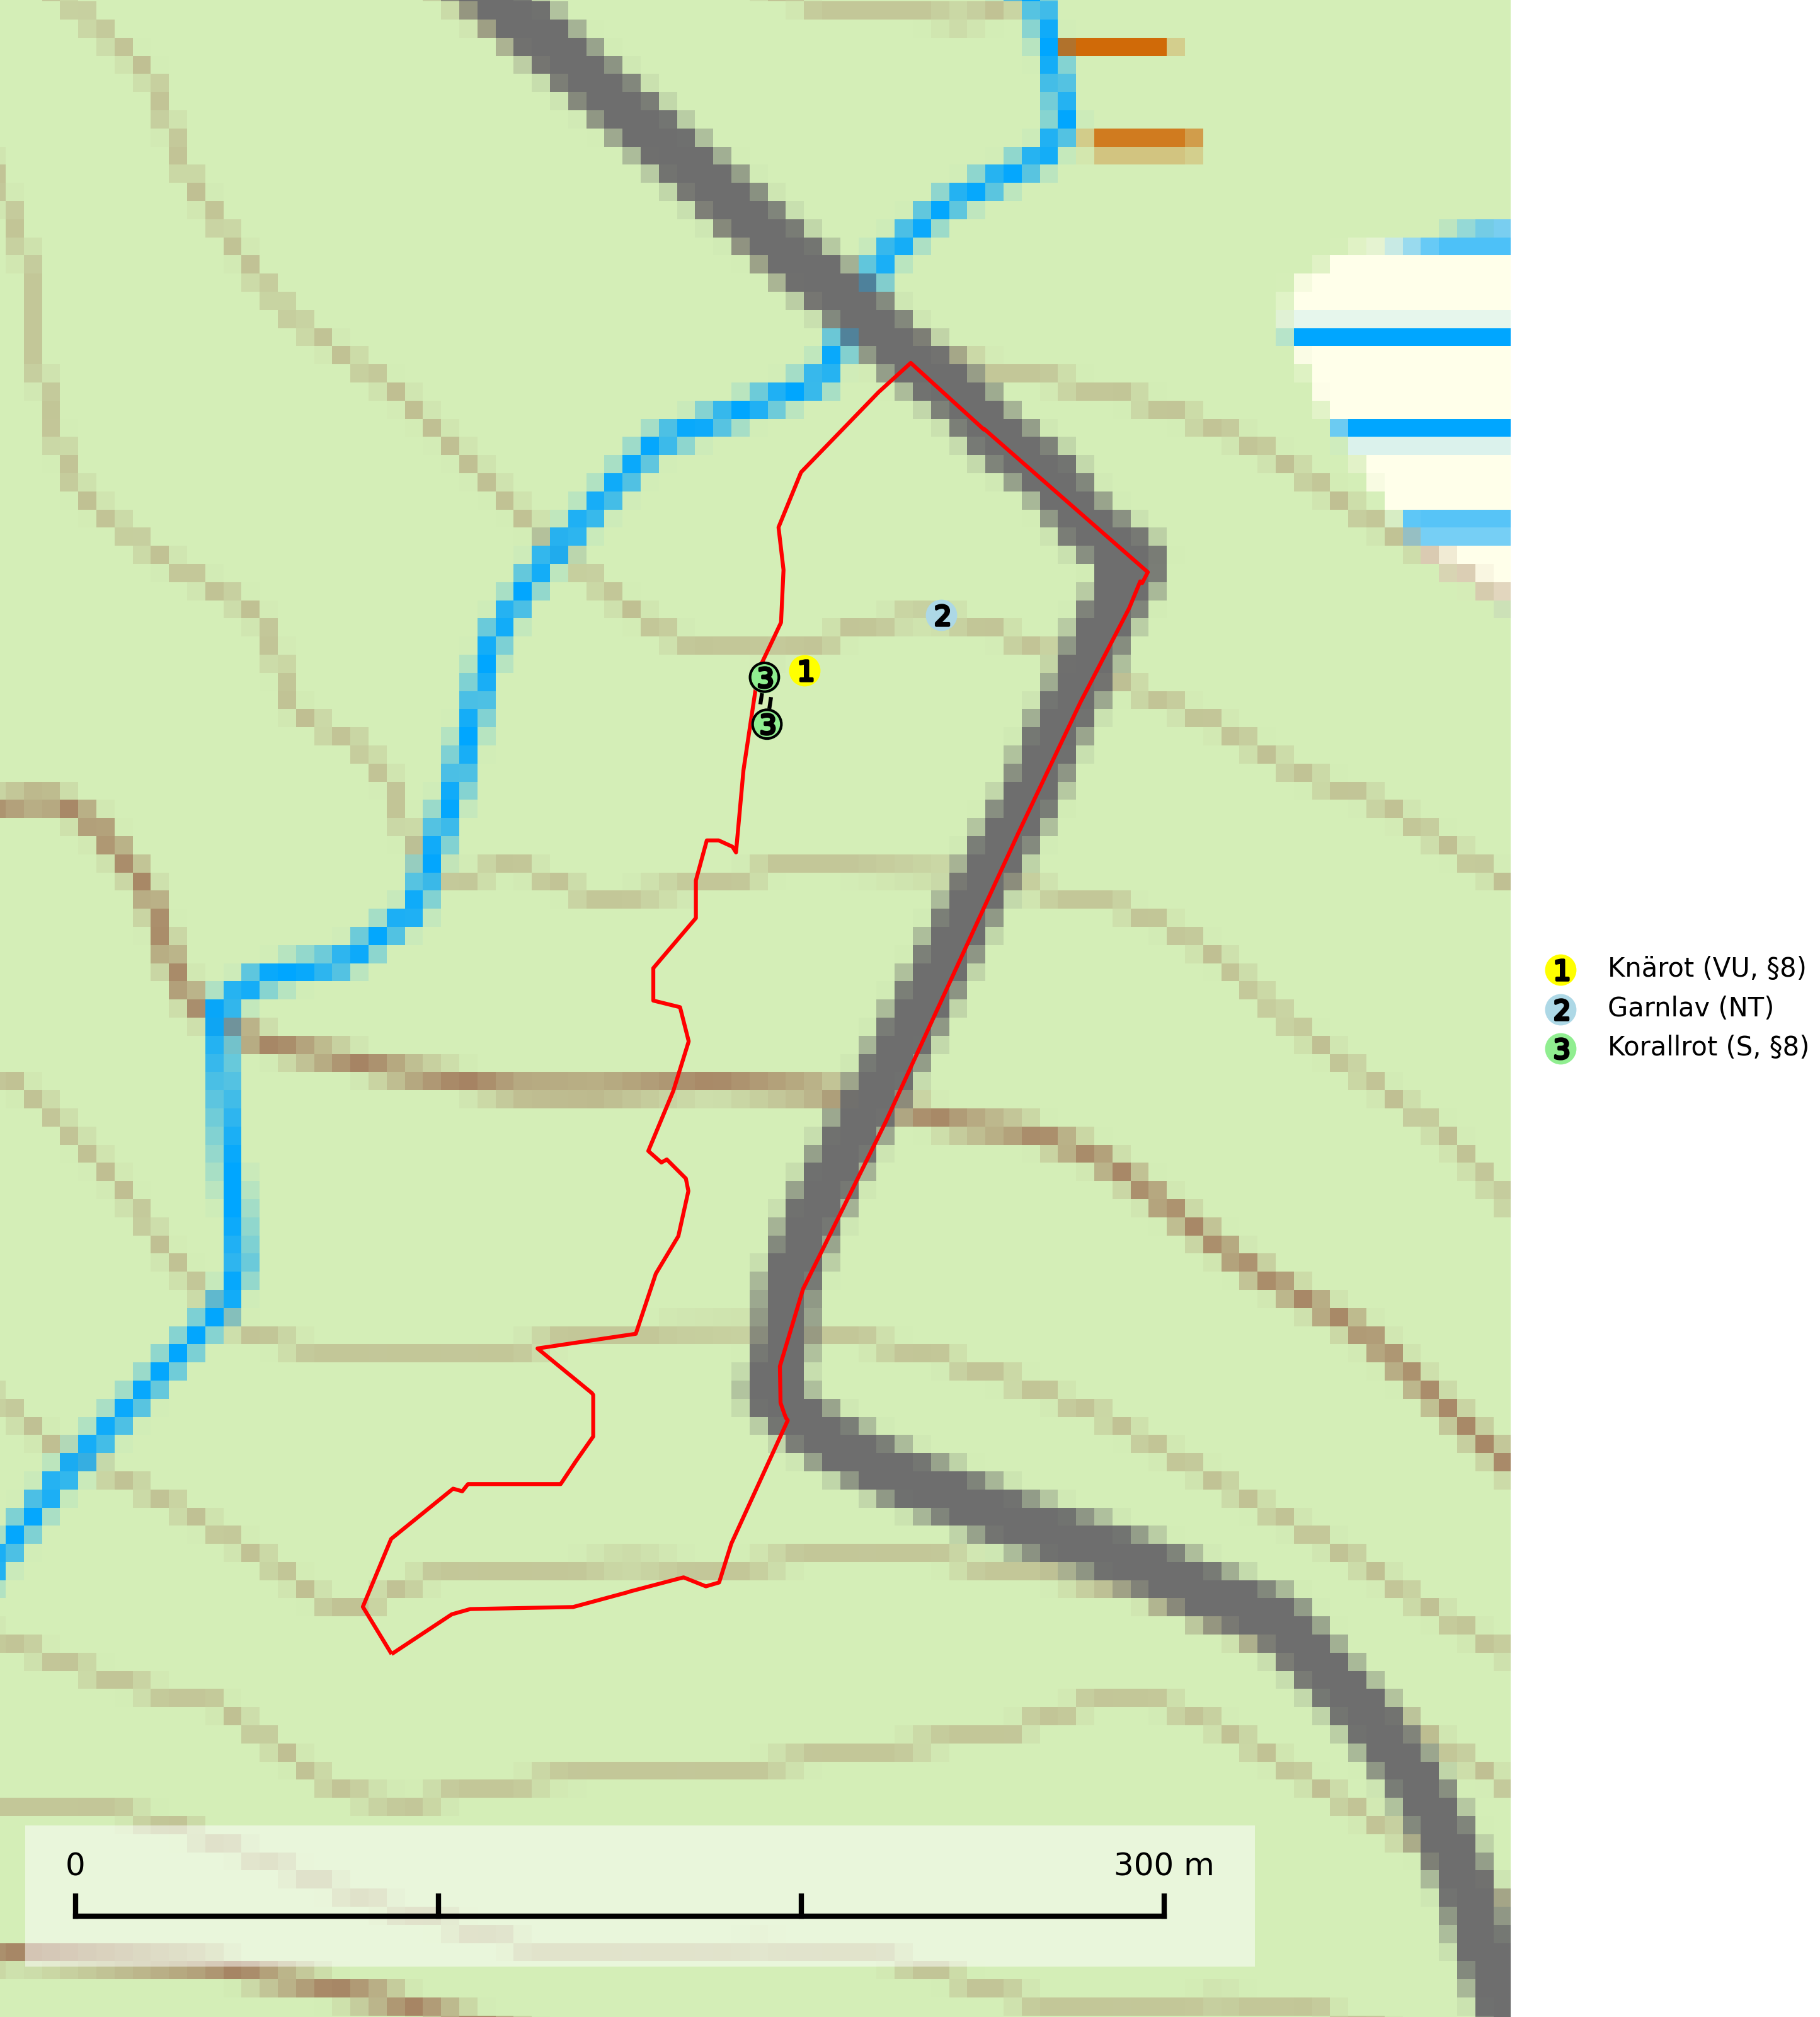 2
1
3
3
1 Knärot (VU, §8)
2 Garnlav (NT)
3 Korallrot (S, §8)
0 300 m